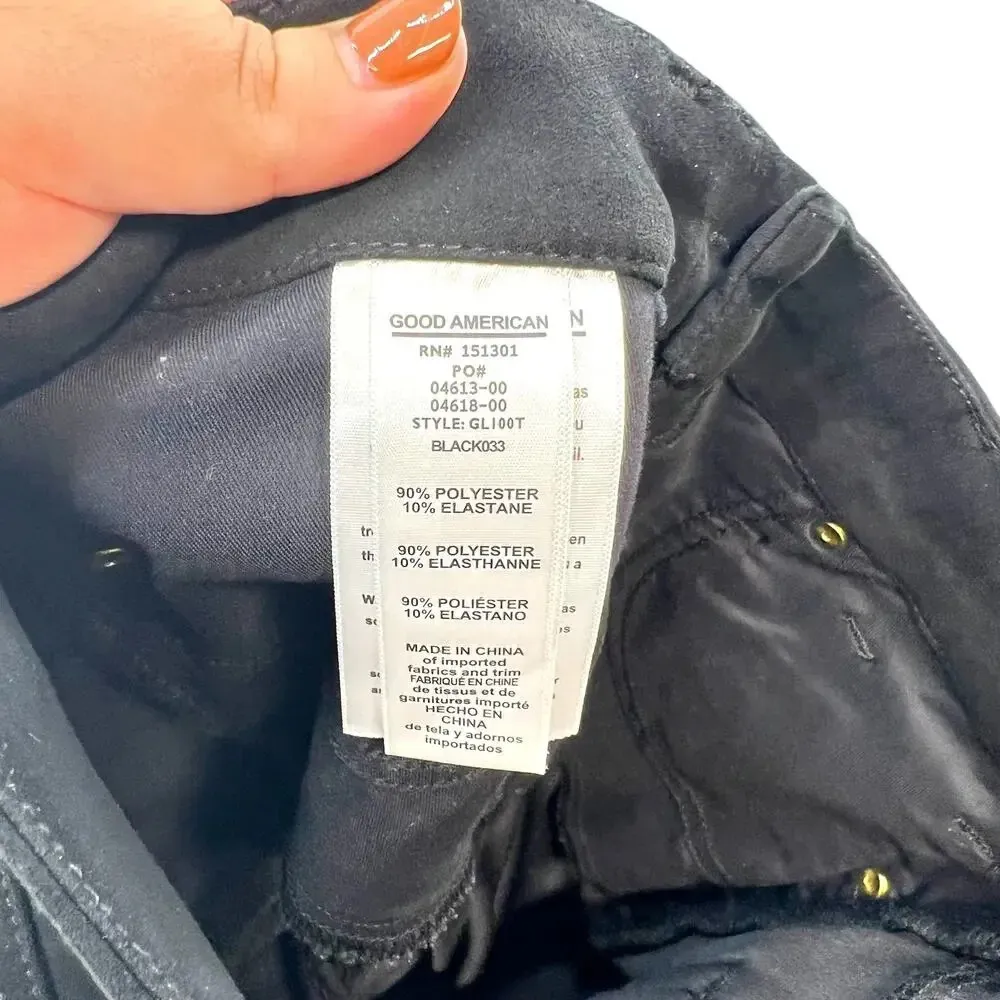 GOOD AMERICAN
RN# 151301
PO#
04613-00
04618-00
STYLE: GL100T
BLACK033
90% POLYESTER
10% ELASTANE
90% POLYESTER
10% ELASTHANNE
90% POLIÉSTER
10% ELASTANO
MADE IN CHINA
of imported
fabrics and trim
FABRIQUÉ EN CHINE
de tissus et de
garnitures importé
HECHO EN
CHINA
de tela y adornos
importados